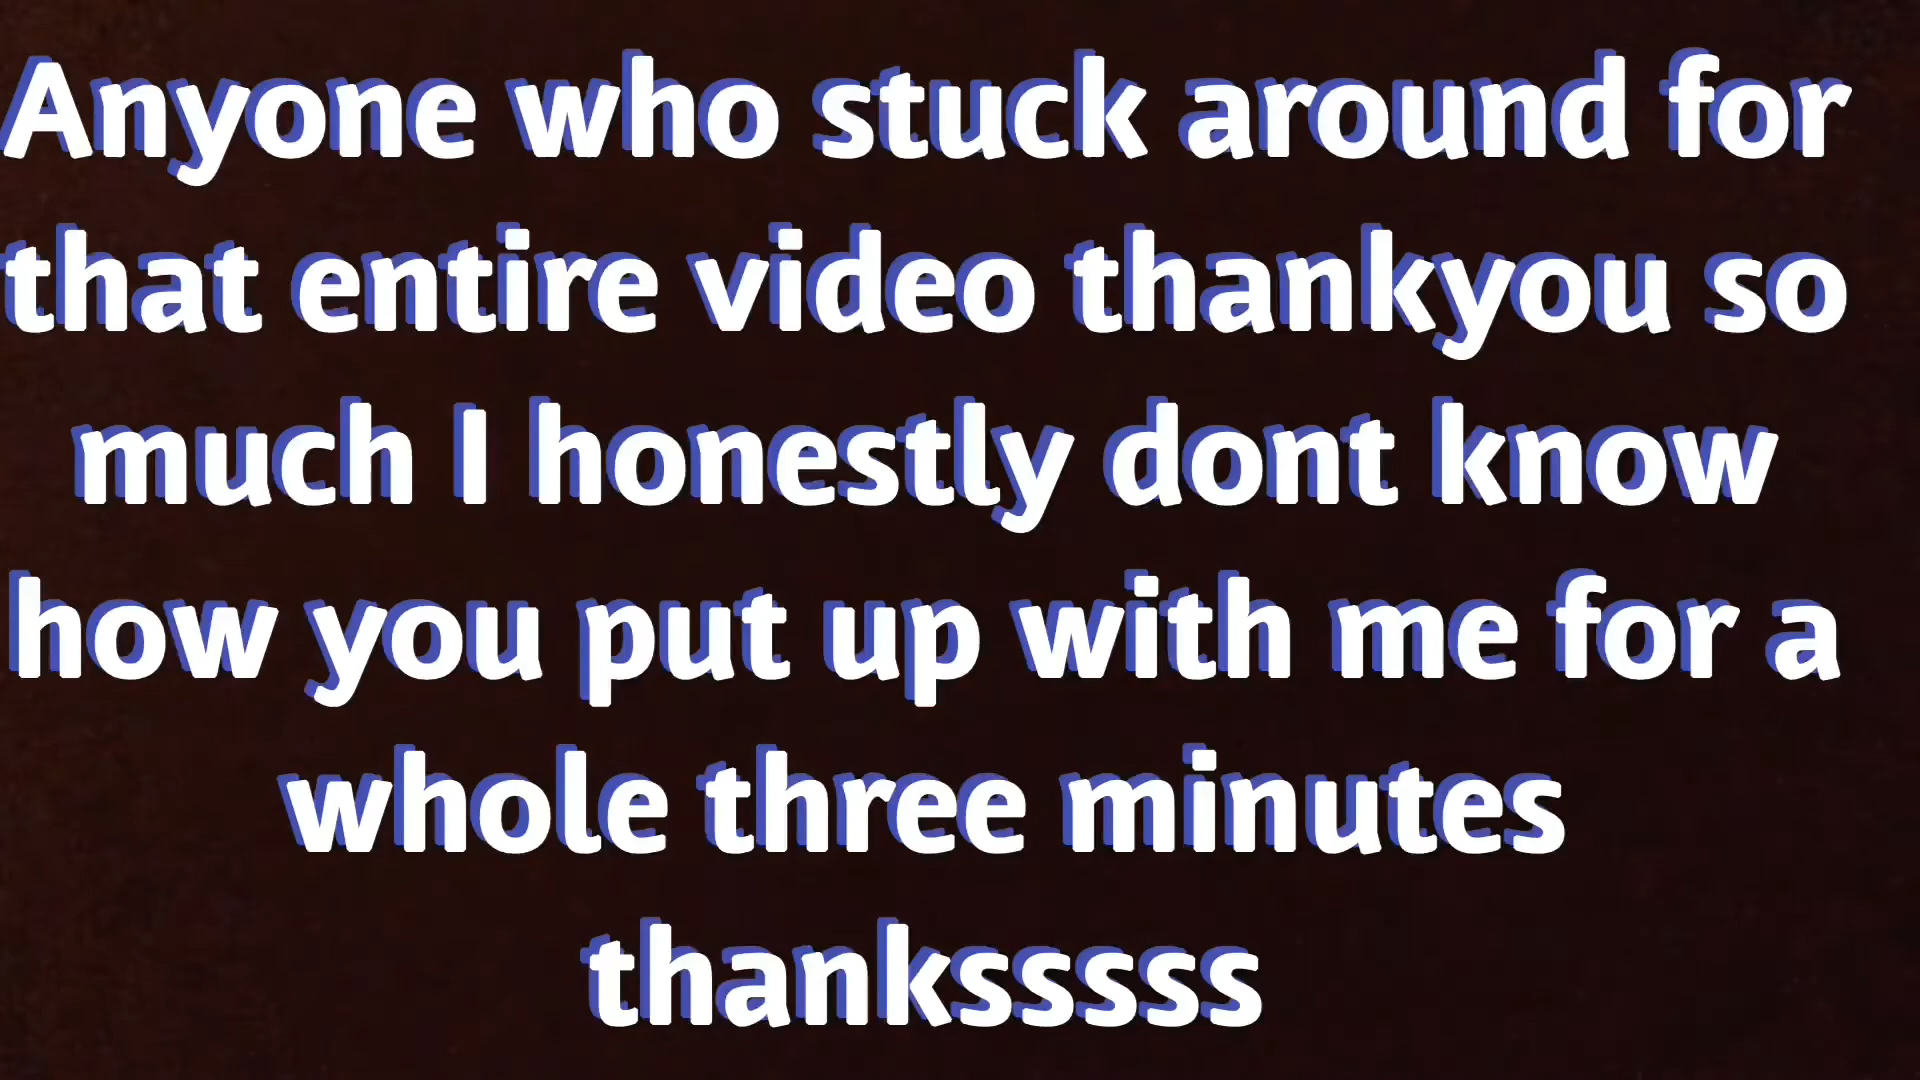 Anyone who stuck around for
that entire video thankyou so
much I honestly dont know
how you put up with me for a
whole three minutes
thanksssss